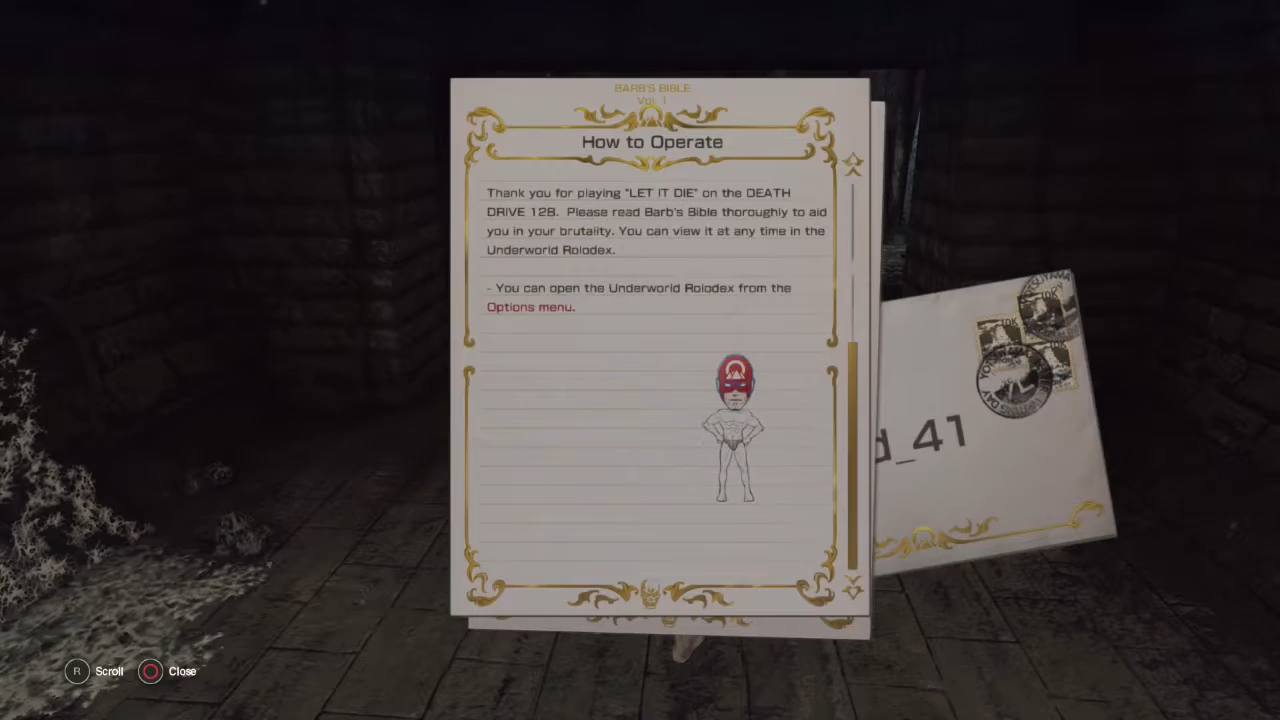 BARB'S BIBLE
Vol. 1
How to Operate
Thank you for playing "LET IT DIE" on the DEATH
DRIVE 128. Please read Barb's Bible thoroughly to aid
you in your brutality. You can view it at any time in the
Underworld Rolodex.
- You can open the Underworld Rolodex from the
Options menu.
d_41
R Scroll Close